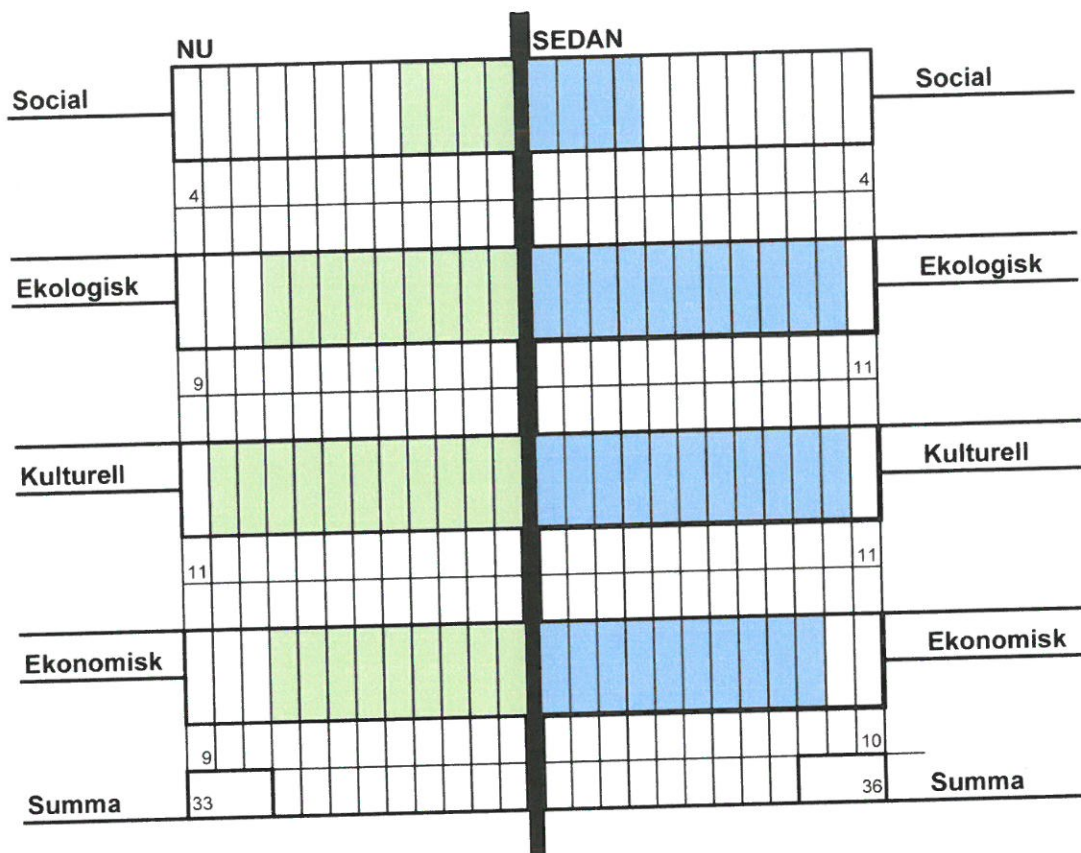 NU SEDAN
Social Social
4 4
Ekologisk Ekologisk
9 11
Kulturell Kulturell
11 11
Ekonomisk Ekonomisk
9 10
Summa 33 36 Summa